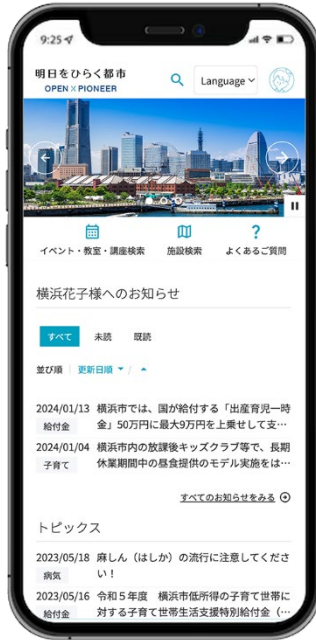 9:25
明日をひらく都市
OPEN X PIONEER
Language
イベント・教室・講座検索
施設検索
よくあるご質問
横浜花子様へのお知らせ
すべて
未読
既読
並び順
更新日順 ▼ / ▲
2024/01/13 横浜市では、国が給付する「出産育児一時
給付金 金」50万円に最大9万円を上乗せして支…
2024/01/04 横浜市内の放課後キッズクラブ等で、長期
子育て 休業期間中の昼食提供のモデル実施をは…
すべてのお知らせをみる
トピックス
2023/05/18 麻しん（はしか）の流行に注意してくださ
病気 い！
2023/05/16 令和５年度 横浜市低所得の子育て世帯に
給付金 対する子育て世帯生活支援特別給付金（…